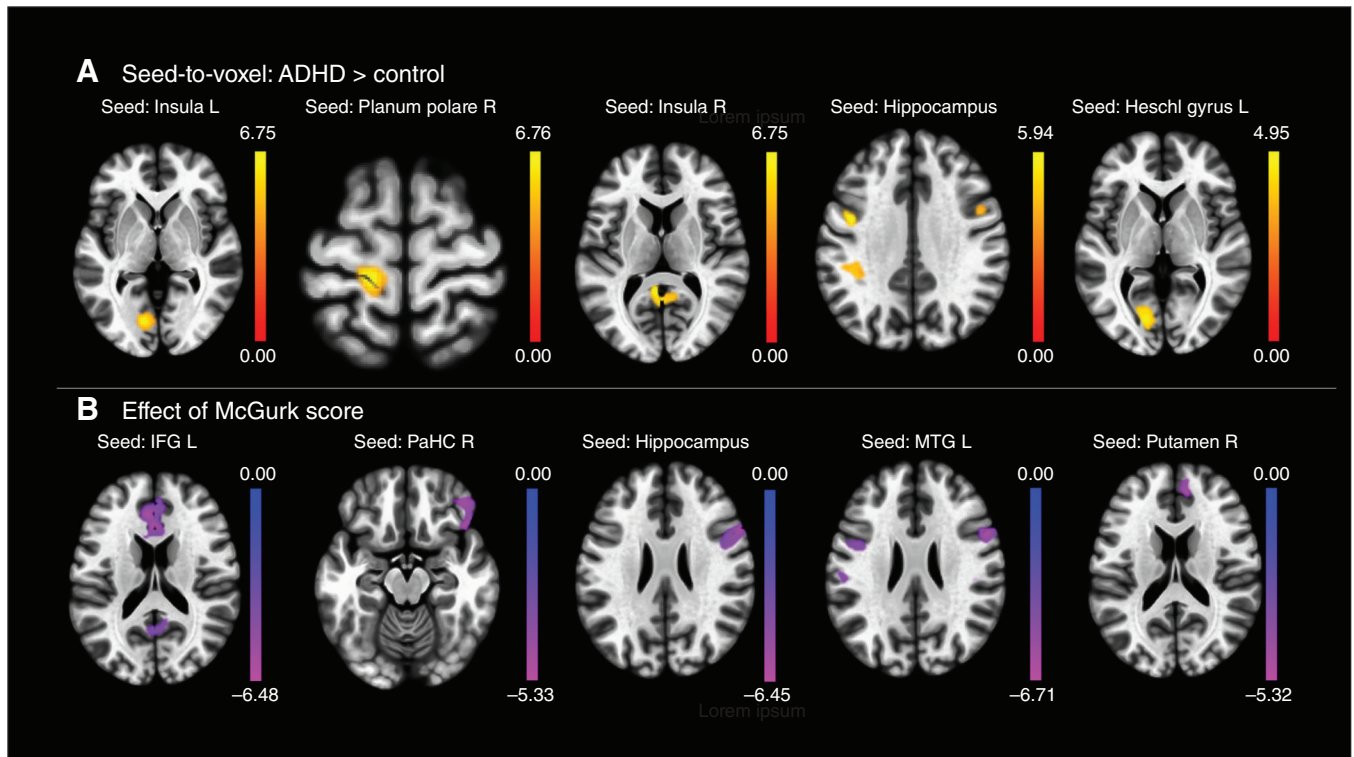 A Seed-to-voxel: ADHD > control
Seed: Insula L
Seed: Planum polare R
Seed: Insula R
Seed: Hippocampus
Seed: Heschl gyrus L
Lorem ipsum
6.75
6.76
6.75
5.94
4.95
0.00
0.00
0.00
0.00
0.00
B Effect of McGurk score
Seed: IFG L
Seed: PaHC R
Seed: Hippocampus
Seed: MTG L
Seed: Putamen R
0.00
0.00
0.00
0.00
0.00
–6.48
–5.33
–6.45
–6.71
–5.32
Lorem ipsum